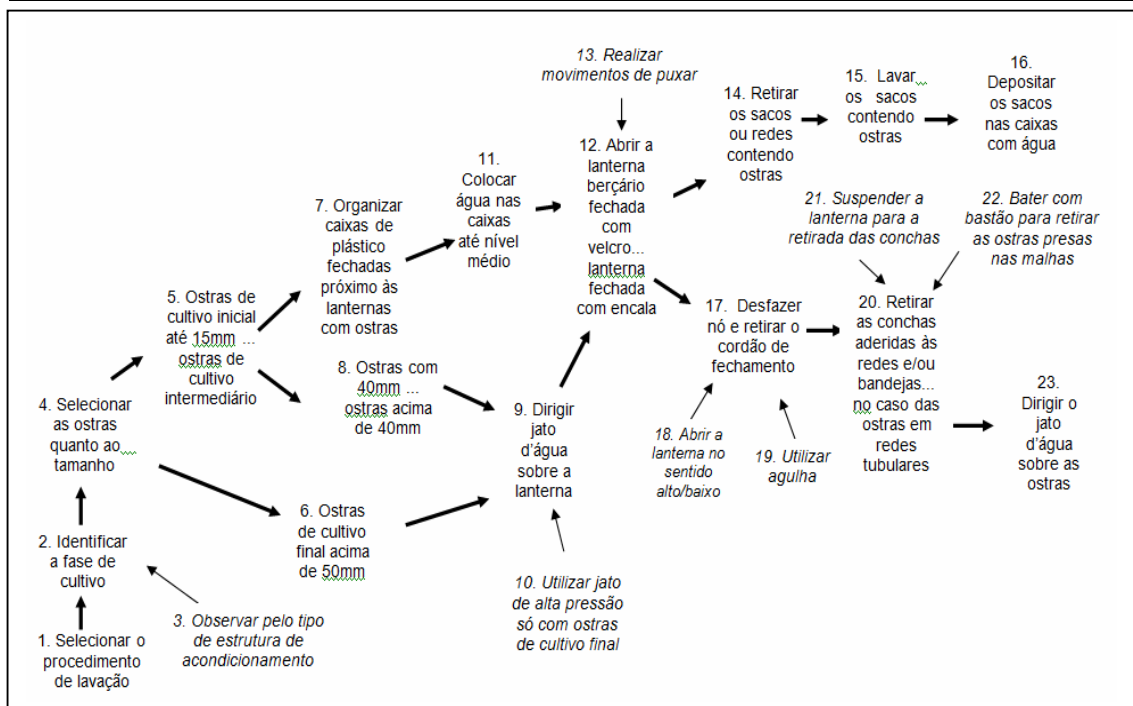 1. Selecionar o
procedimento
de lavação
2. Identificar
a fase de
cultivo
3. Observar pelo tipo
de estrutura de
acondicionamento
4. Selecionar
as ostras
quanto ao
tamanho
5. Ostras de
cultivo inicial
até 15mm ...
ostras de
cultivo
intermediário
6. Ostras
de cultivo
final acima
de 50mm
7. Organizar
caixas de
plástico
fechadas
próximo às
lanternas
com ostras
8. Ostras com
40mm ...
ostras acima
de 40mm
9. Dirigir
jato
d'água
sobre a
lanterna
10. Utilizar jato
de alta pressão
só com ostras
de cultivo final
11.
Colocar
água nas
caixas
até nível
médio
12. Abrir a
lanterna
berçário
fechada
com
velcro...
lanterna
fechada
com encala
13. Realizar
movimentos de puxar
14. Retirar
os sacos
ou redes
contendo
ostras
15. Lavar
os sacos
contendo
ostras
16.
Depositar
os sacos
nas caixas
com água
17. Desfazer
nó e retirar o
cordão de
fechamento
18. Abrir a
lanterna no
sentido
alto/baixo
19. Utilizar
agulha
20. Retirar
as conchas
aderidas às
redes e/ou
bandejas...
no caso das
ostras em
redes
tubulares
21. Suspender a
lanterna para a
retirada das conchas
22. Bater com
bastão para retirar
as ostras presas
nas malhas
23.
Dirigir o
jato
d'água
sobre as
ostras